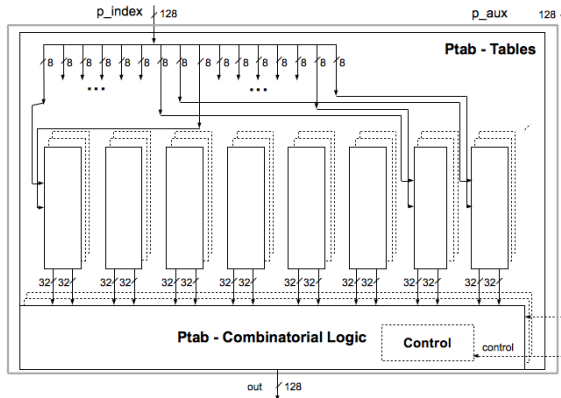 p_index 128 p_aux 128
Ptab - Tables
8 8 8 8 8 8 8 8 8 8 8 8 8 8 8 8
... ...
32 32 32 32 32 32 32 32 32 32 32 32 32 32 32 32
Ptab - Combinatorial Logic
Control
control
out 128